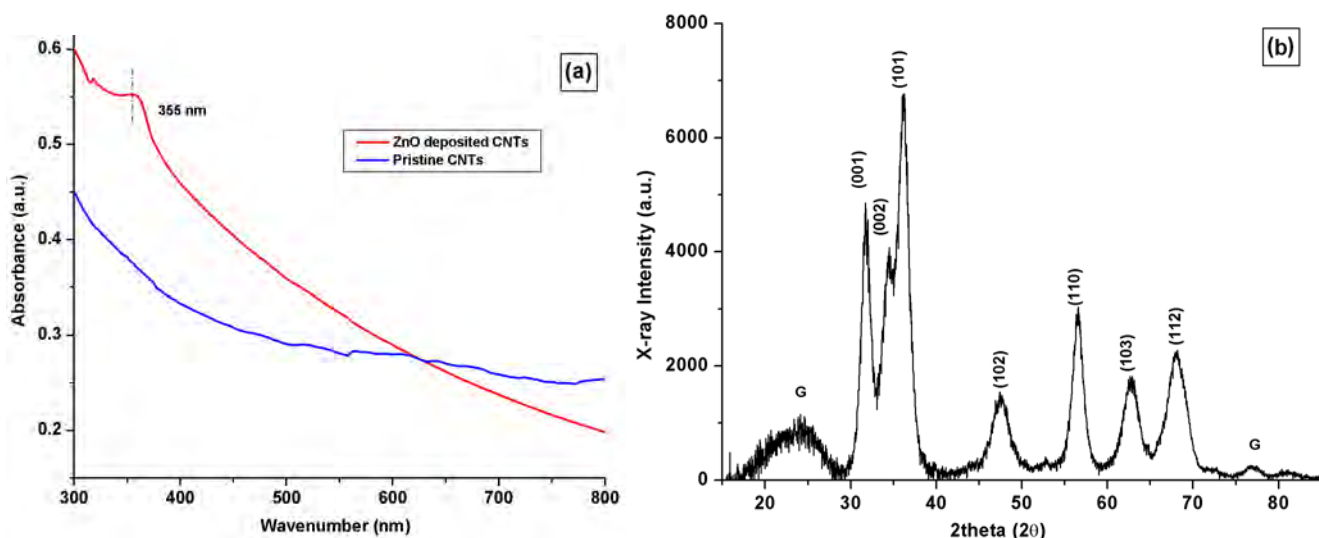 (a)
0.6
0.5
0.4
0.3
0.2
Absorbance (a.u.)
355 nm
ZnO deposited CNTs
Pristine CNTs
300 400 500 600 700 800
Wavenumber (nm)
(b)
8000
6000
4000
2000
0
X-ray Intensity (a.u.)
G
(001)
(002)
(101)
(102)
(110)
(103)
(112)
G
20 30 40 50 60 70 80
2theta (2θ)